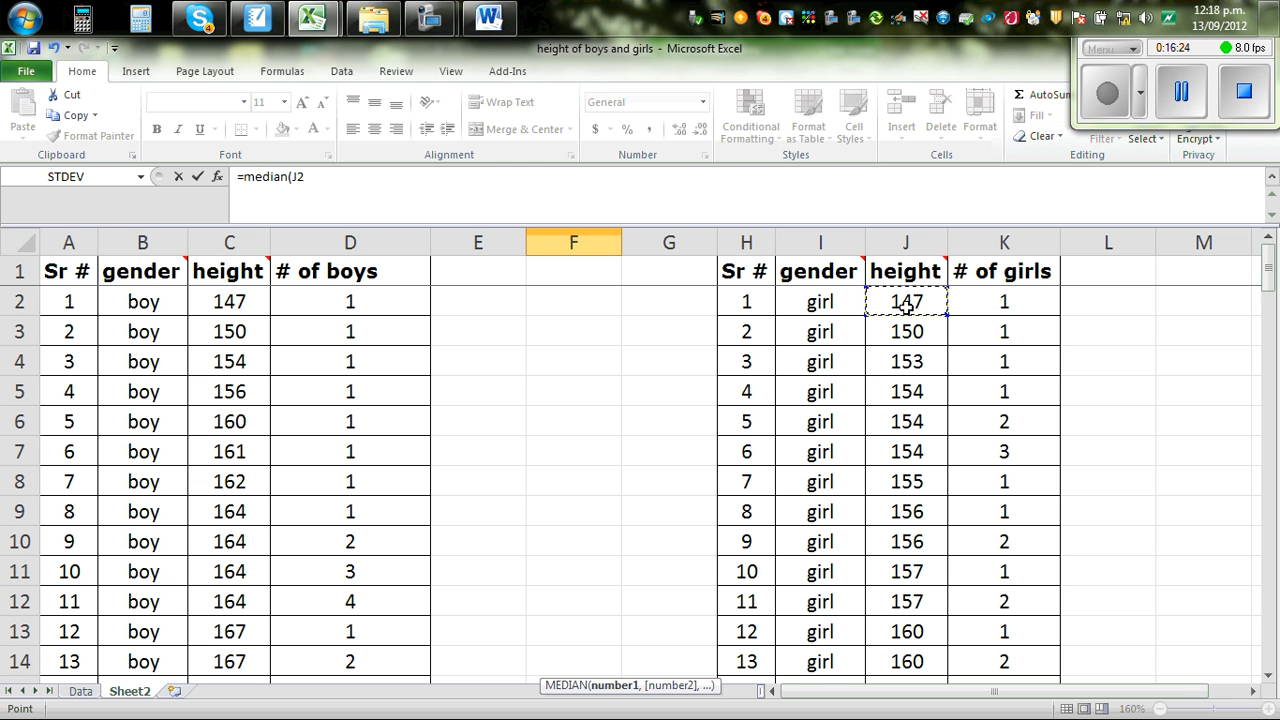 12:18 p.m.
13/09/2012
height of boys and girls - Microsoft Excel
Menu 0:16:24 8.0 fps
File Home Insert Page Layout Formulas Data Review View Add-Ins
Cut
Copy
Format Painter
Paste
11
Wrap Text
Merge & Center
General
Conditional Formatting
Format as Table
Cell Styles
Insert Delete Format
AutoSum
Fill
Clear
Filter Select
Encrypt
Clipboard Font Alignment Number Styles Cells Editing Privacy
STDEV =median(J2
A B C D E F G H I J K L M
1 Sr # gender height # of boys Sr # gender height # of girls
2 1 boy 147 1 1 girl 147 1
3 2 boy 150 1 2 girl 150 1
4 3 boy 154 1 3 girl 153 1
5 4 boy 156 1 4 girl 154 1
6 5 boy 160 1 5 girl 154 2
7 6 boy 161 1 6 girl 154 3
8 7 boy 162 1 7 girl 155 1
9 8 boy 164 1 8 girl 156 1
10 9 boy 164 2 9 girl 156 2
11 10 boy 164 3 10 girl 157 1
12 11 boy 164 4 11 girl 157 2
13 12 boy 167 1 12 girl 160 1
14 13 boy 167 2 13 girl 160 2
MEDIAN(number1, [number2], ...)
Data Sheet2
Point 160%